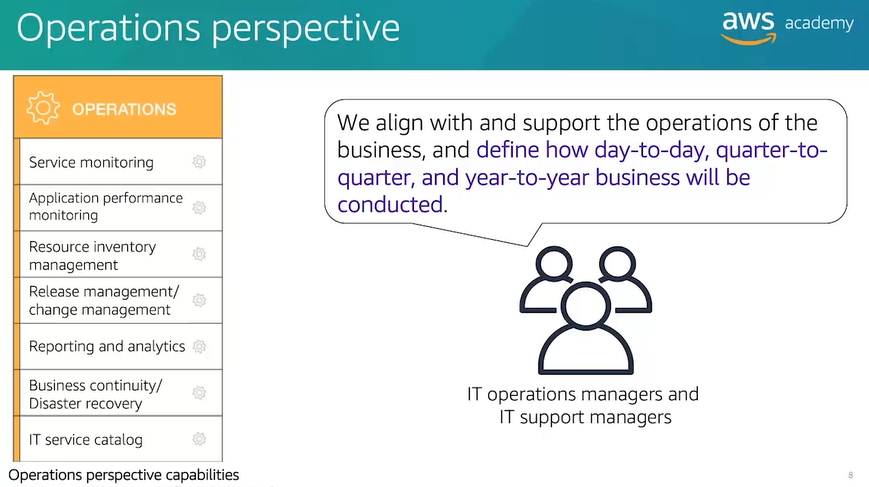 Operations perspective
aws academy
OPERATIONS
Service monitoring
Application performance
monitoring
Resource inventory
management
Release management/
change management
Reporting and analytics
Business continuity/
Disaster recovery
IT service catalog
Operations perspective capabilities
We align with and support the operations of the
business, and define how day-to-day, quarter-to-
quarter, and year-to-year business will be
conducted.
IT operations managers and
IT support managers
8